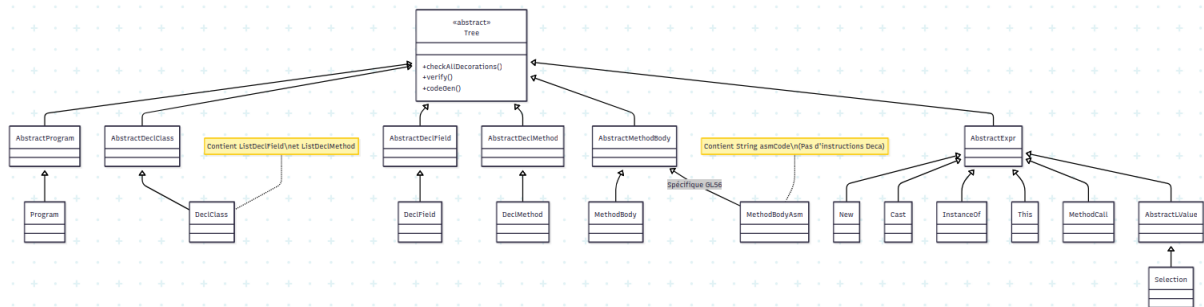 «abstract»
Tree
+checkAllDecorations()
+verify()
+codeGen()
AbstractProgram
AbstractDeclClass
Contient ListDeclField\net ListDeclMethod
AbstractDeclField
AbstractDeclMethod
AbstractMethodBody
Contient String asmCode\n(Pas d'instructions Deca)
AbstractExpr
Spécifique GL56
Program
DeclClass
DeclField
DeclMethod
MethodBody
MethodBodyAsm
New
Cast
InstanceOf
This
MethodCall
AbstractLValue
Selection